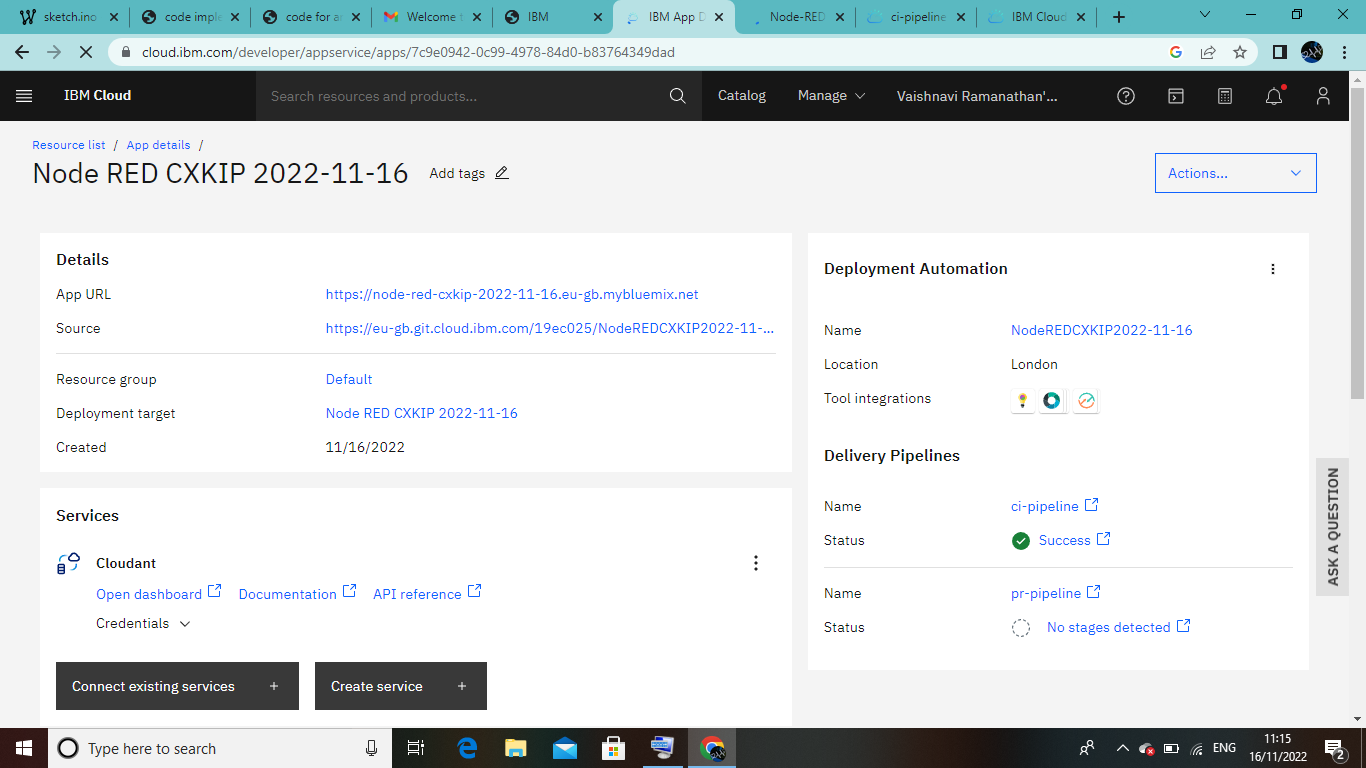 sketch.ino
code imple
code for ar
Welcome t
IBM
IBM App D
Node-RED
ci-pipeline
IBM Cloud
cloud.ibm.com/developer/appservice/apps/7c9e0942-0c99-4978-84d0-b83764349dad
IBM Cloud
Search resources and products...
Catalog
Manage
Vaishnavi Ramanathan'...
Resource list / App details /
Node RED CXKIP 2022-11-16
Add tags
Actions...
Details
App URL
https://node-red-cxkip-2022-11-16.eu-gb.mybluemix.net
Source
https://eu-gb.git.cloud.ibm.com/19ec025/NodeREDCXKIP2022-11-...
Resource group
Default
Deployment target
Node RED CXKIP 2022-11-16
Created
11/16/2022
Services
Cloudant
Open dashboard
Documentation
API reference
Credentials
Connect existing services +
Create service +
Deployment Automation
Name
NodeREDCXKIP2022-11-16
Location
London
Tool integrations
Delivery Pipelines
Name
ci-pipeline
Status
Success
Name
pr-pipeline
Status
No stages detected
ASK A QUESTION
Type here to search
ENG
11:15
16/11/2022
2